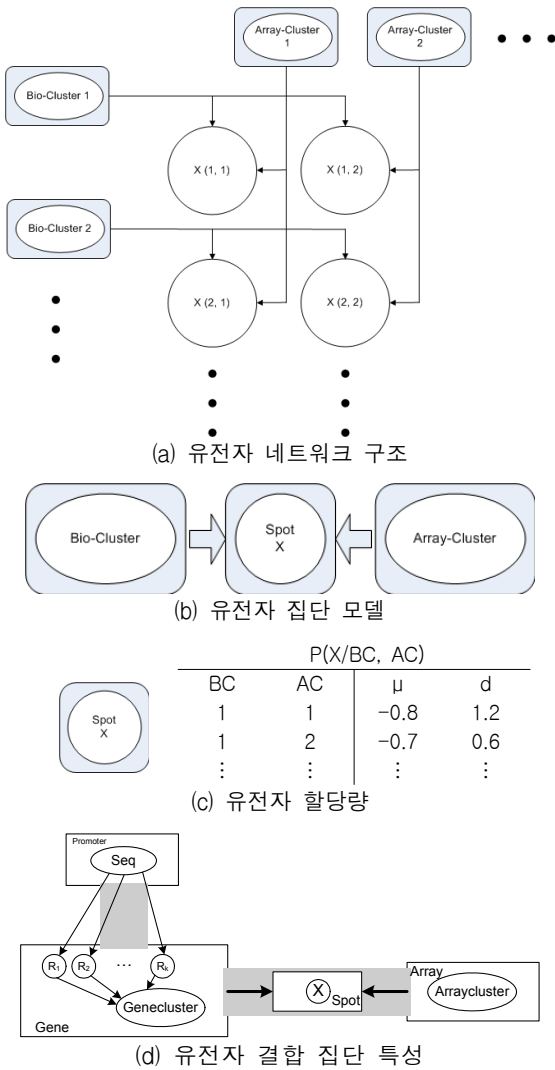 Array-Cluster
1
Array-Cluster
2
Bio-Cluster 1
X (1, 1)
X (1, 2)
Bio-Cluster 2
X (2, 1)
X (2, 2)
(a) 유전자 네트워크 구조
Bio-Cluster
Spot
X
Array-Cluster
(b) 유전자 집단 모델
Spot
X
P(X/BC, AC)
BC AC μ d
1 1 -0.8 1.2
1 2 -0.7 0.6
⋮ ⋮ ⋮ ⋮
(c) 유전자 할당량
Promoter
Seq
R1 R2 ··· Rk
Genecluster
Gene
X Spot
Array
Arraycluster
(d) 유전자 결합 집단 특성